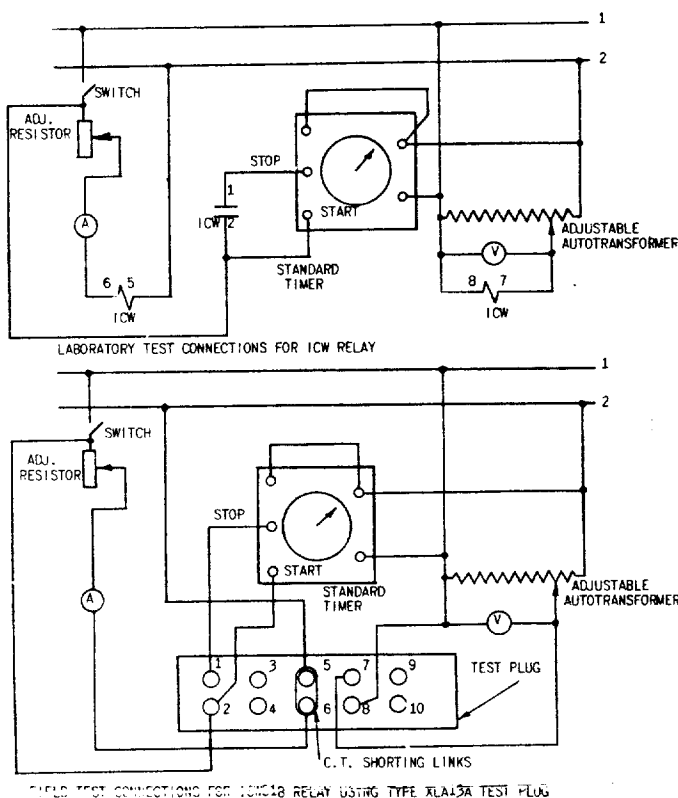 1
2
SWITCH
ADJ.
RESISTOR
STOP
1
ICW 2
START
A
V
ADJUSTABLE
AUTOTRANSFORMER
STANDARD
TIMER
6 5
ICW
8 7
ICW
LABORATORY TEST CONNECTIONS FOR ICW RELAY
1
2
SWITCH
ADJ.
RESISTOR
STOP
START
STANDARD
TIMER
ADJUSTABLE
AUTOTRANSFORMER
A
V
1 3 5 7 9
2 4 6 8 10
TEST PLUG
C.T. SHORTING LINKS
FIELD TEST CONNECTIONS FOR RELAY USING TYPE XLA13A TEST PLUG